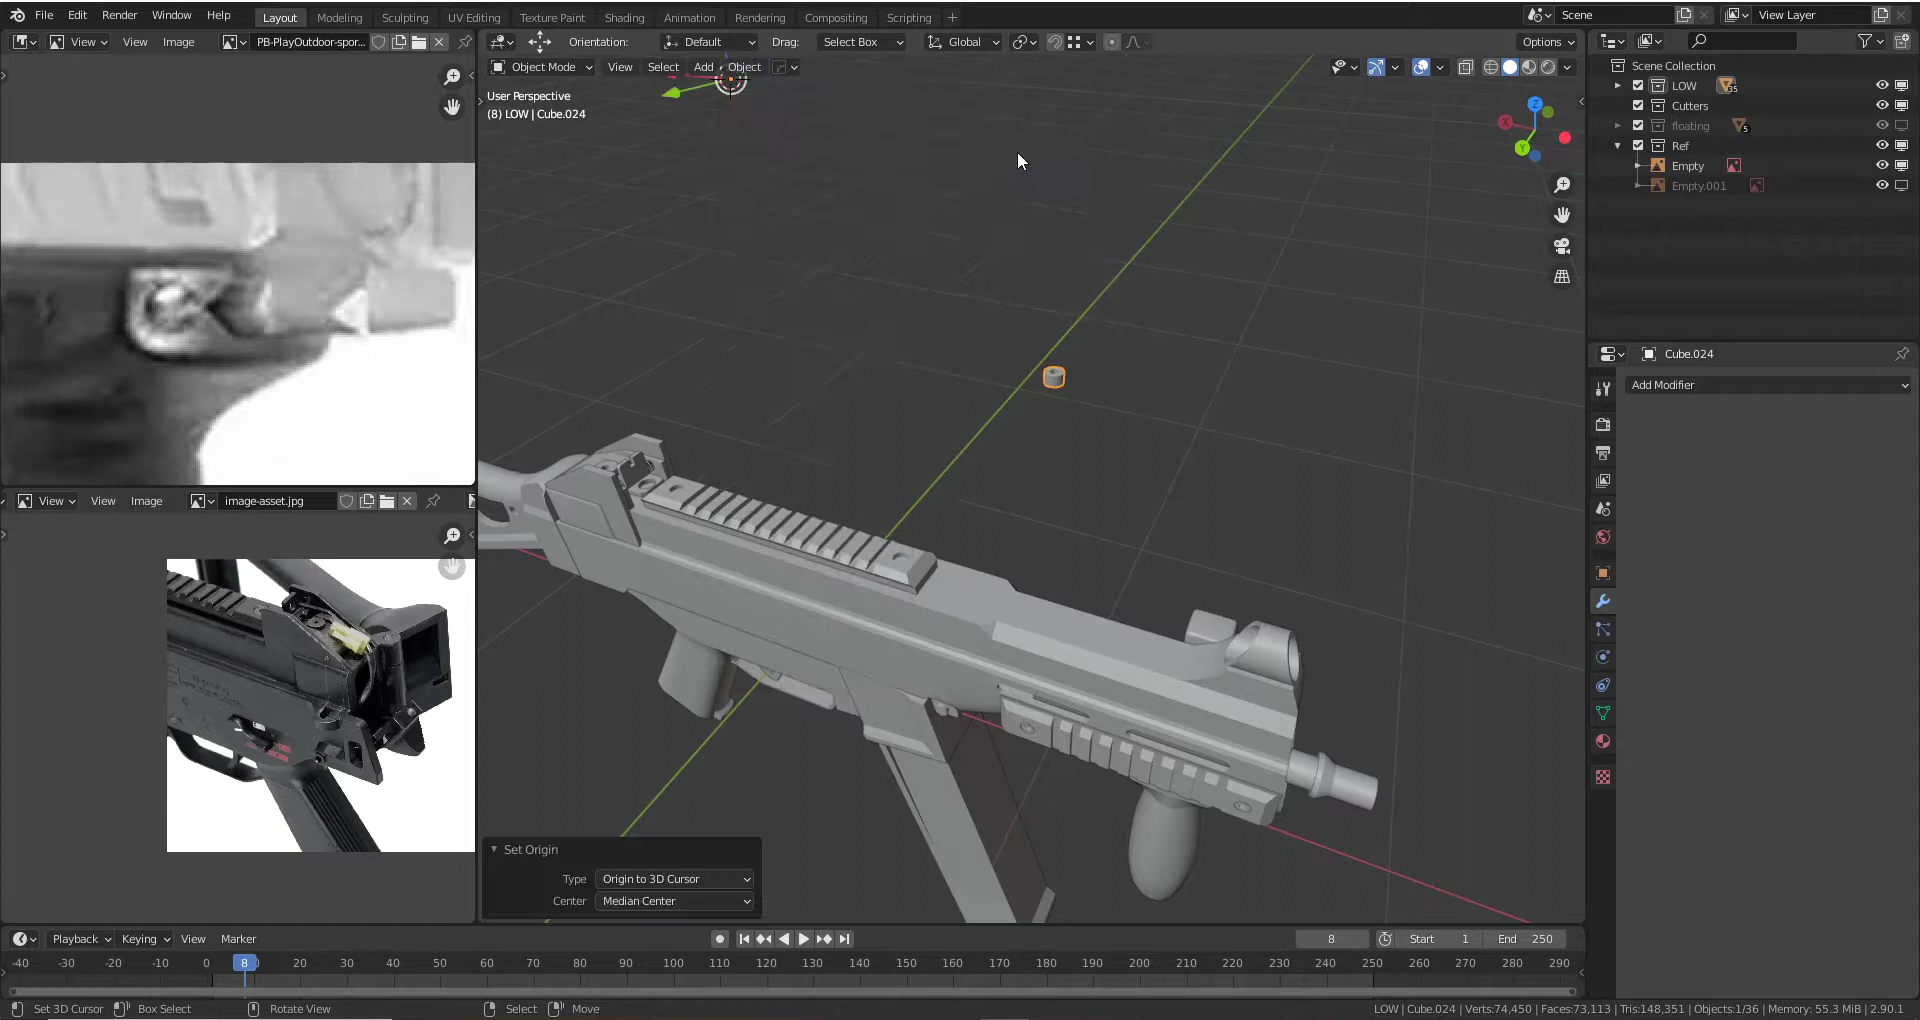 File Edit Render Window Help Layout Modeling Sculpting UV Editing Texture Paint Shading Animation Rendering Compositing Scripting + Scene View Layer
View View Image PB-PlayOutdoor-spor... Orientation: Default Drag: Select Box Global Options
Object Mode View Select Add Object
User Perspective
(8) LOW | Cube.024
Z
X
Y
Scene Collection
LOW 35
Cutters
floating 5
Ref
Empty
Empty.001
Cube.024
Add Modifier
View View Image image-asset.jpg
Set Origin
Type Origin to 3D Cursor
Center Median Center
Playback Keying View Marker 8 Start 1 End 250
-40 -30 -20 -10 0 8 20 30 40 50 60 70 80 90 100 110 120 130 140 150 160 170 180 190 200 210 220 230 240 250 260 270 280 290
Set 3D Cursor Box Select Rotate View Select Move LOW | Cube.024 | Verts:74,450 | Faces:73,113 | Tris:148,351 | Objects:1/36 | Memory: 55.3 MiB | 2.90.1